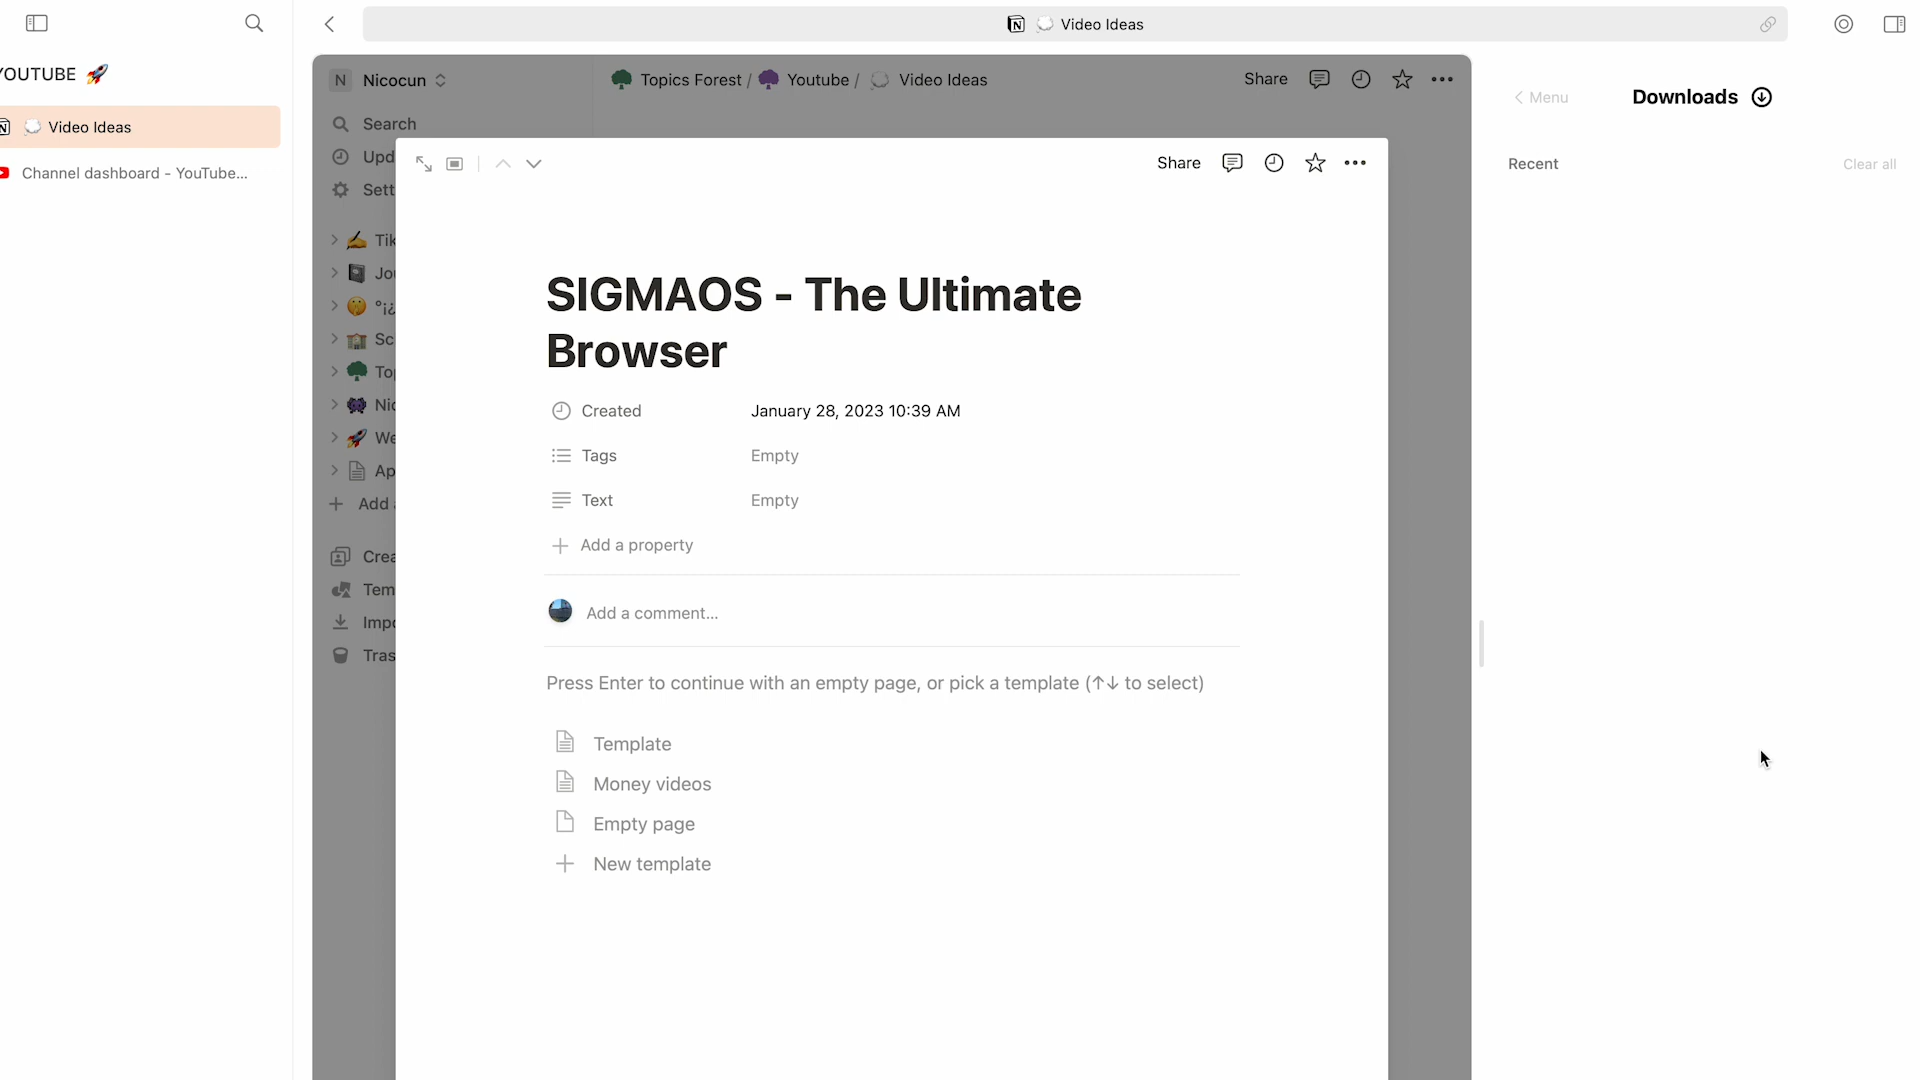 Video Ideas
YOUTUBE 🚀
Video Ideas
Channel dashboard - YouTube...
N Nicocun
Topics Forest / Youtube / Video Ideas
Share
Search
Upd
Sett
Tik
Jou
°¡¿
Sc
Top
Nic
We
Ap
Add a
Crea
Tem
Impo
Tras
Share
SIGMAOS - The Ultimate
Browser
Created January 28, 2023 10:39 AM
Tags Empty
Text Empty
Add a property
Add a comment...
Press Enter to continue with an empty page, or pick a template (↑↓ to select)
Template
Money videos
Empty page
New template
Menu
Downloads
Recent
Clear all